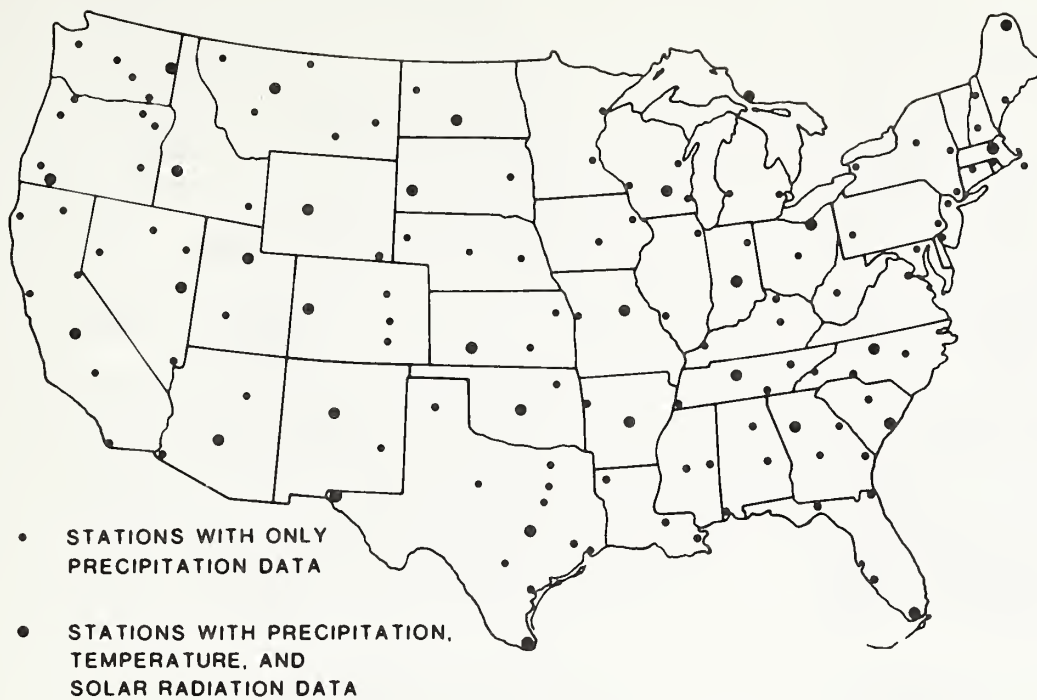 STATIONS WITH ONLY
PRECIPITATION DATA
STATIONS WITH PRECIPITATION,
TEMPERATURE, AND
SOLAR RADIATION DATA